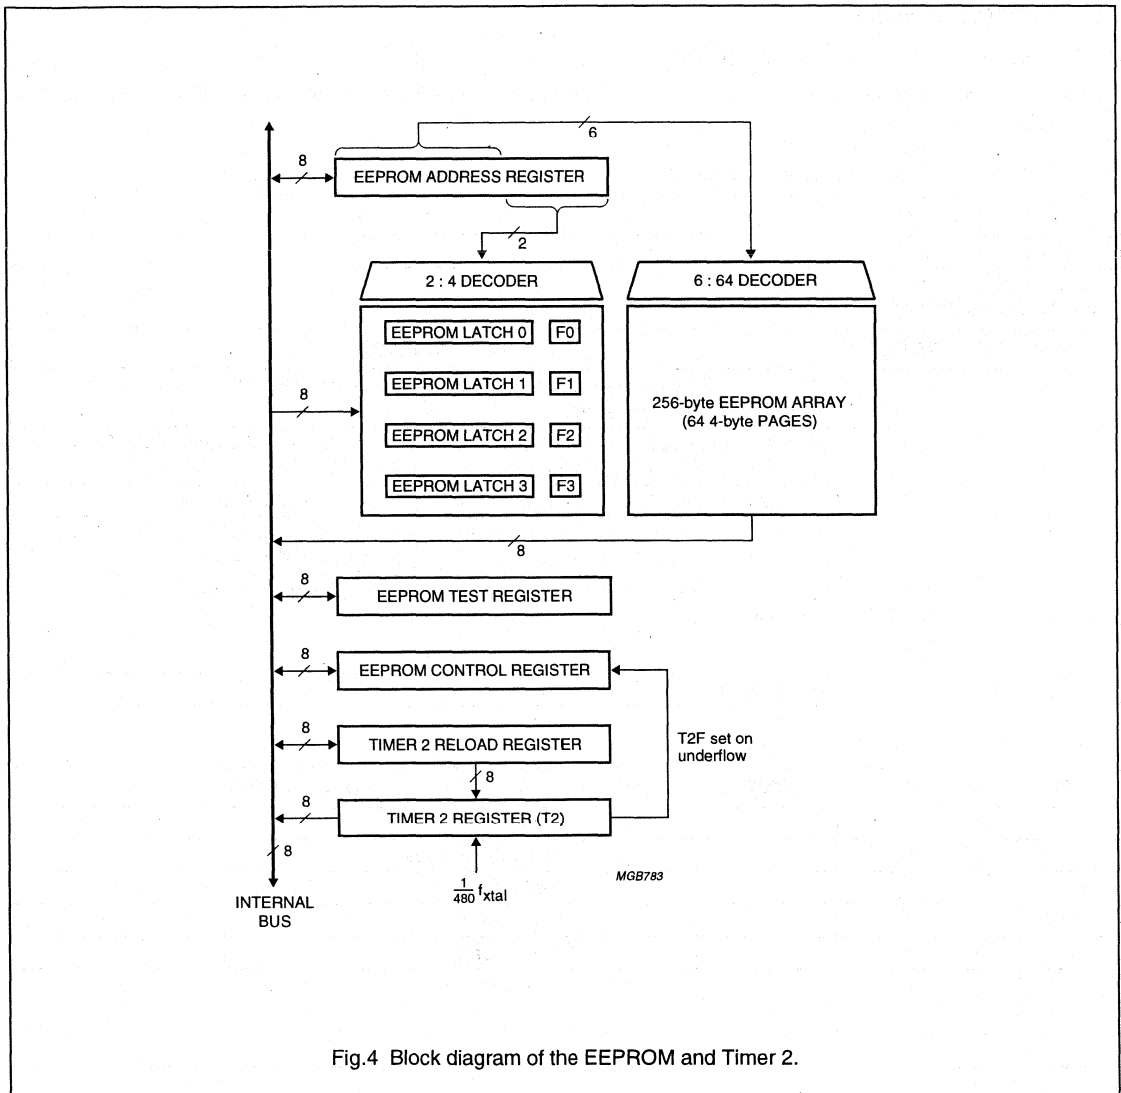 6
8
EEPROM ADDRESS REGISTER
2
2 : 4 DECODER
6 : 64 DECODER
EEPROM LATCH 0 F0
EEPROM LATCH 1 F1
8
256-byte EEPROM ARRAY
(64 4-byte PAGES)
EEPROM LATCH 2 F2
EEPROM LATCH 3 F3
8
8
EEPROM TEST REGISTER
8
EEPROM CONTROL REGISTER
8
TIMER 2 RELOAD REGISTER
T2F set on
underflow
8
8
TIMER 2 REGISTER (T2)
8
1/480 fxtal
MGB783
INTERNAL
BUS
Fig.4 Block diagram of the EEPROM and Timer 2.